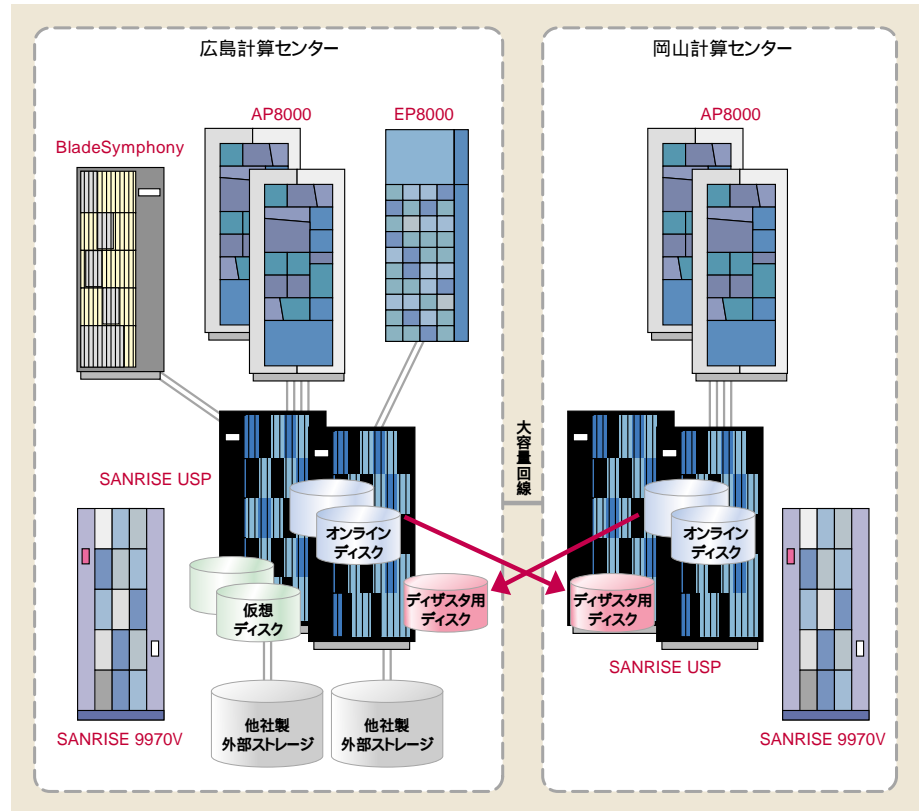 広島計算センター
岡山計算センター
AP8000
EP8000
BladeSymphony
AP8000
大容量回線
SANRISE USP
オンライン
ディスク
オンライン
ディスク
仮想
ディスク
ディザスタ用
ディスク
ディザスタ用
ディスク
SANRISE USP
他社製
外部ストレージ
他社製
外部ストレージ
SANRISE 9970V
SANRISE 9970V